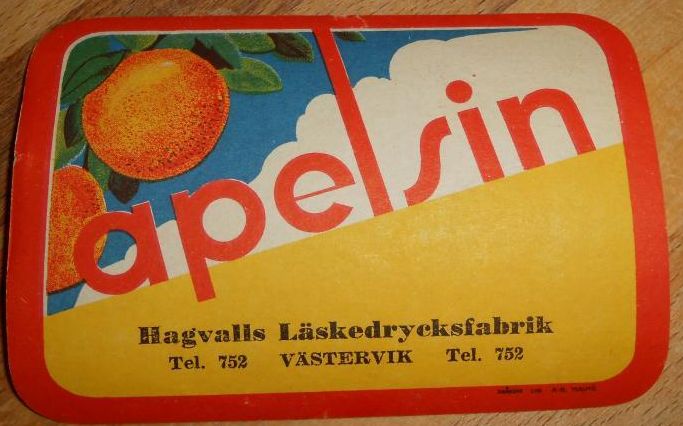 apelsin
Hagvalls Läskedrycksfabrik
Tel. 752 VÄSTERVIK Tel. 752